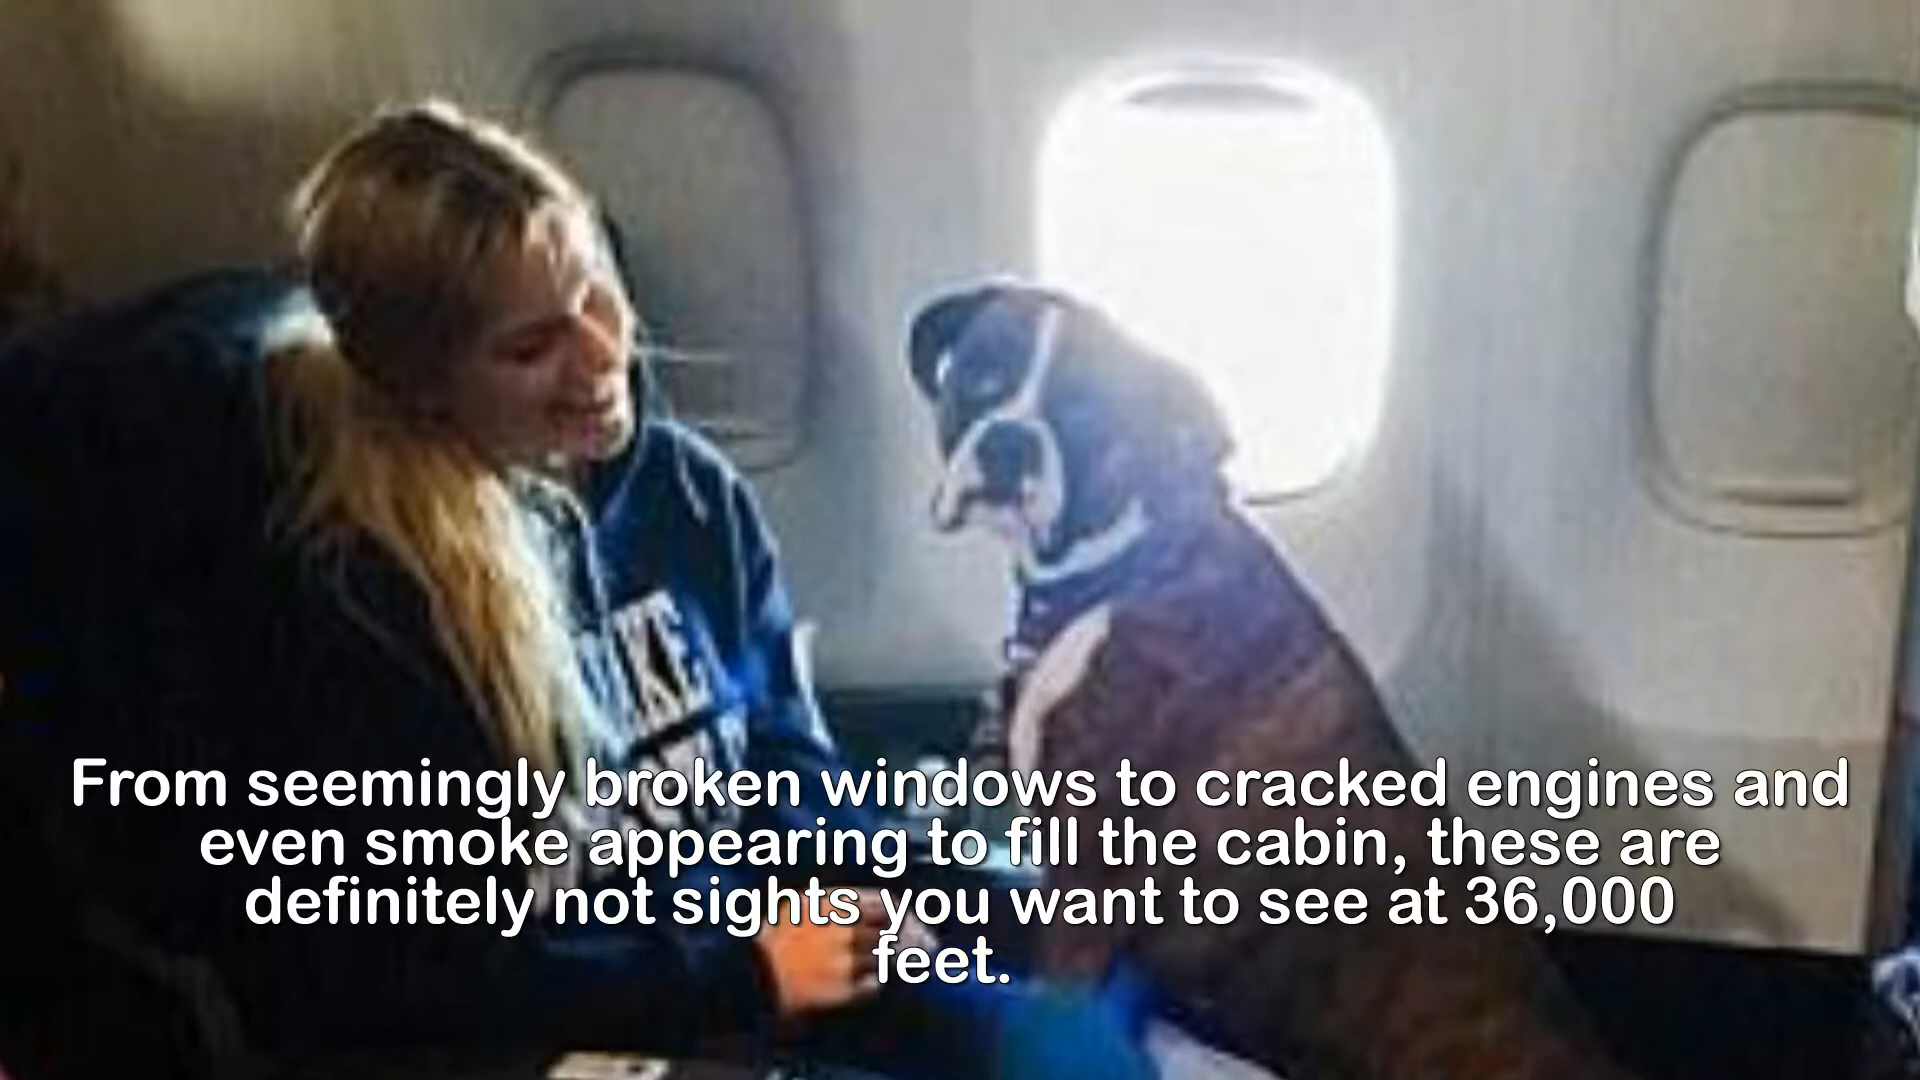 From seemingly broken windows to cracked engines and
even smoke appearing to fill the cabin, these are
definitely not sights you want to see at 36,000
feet.